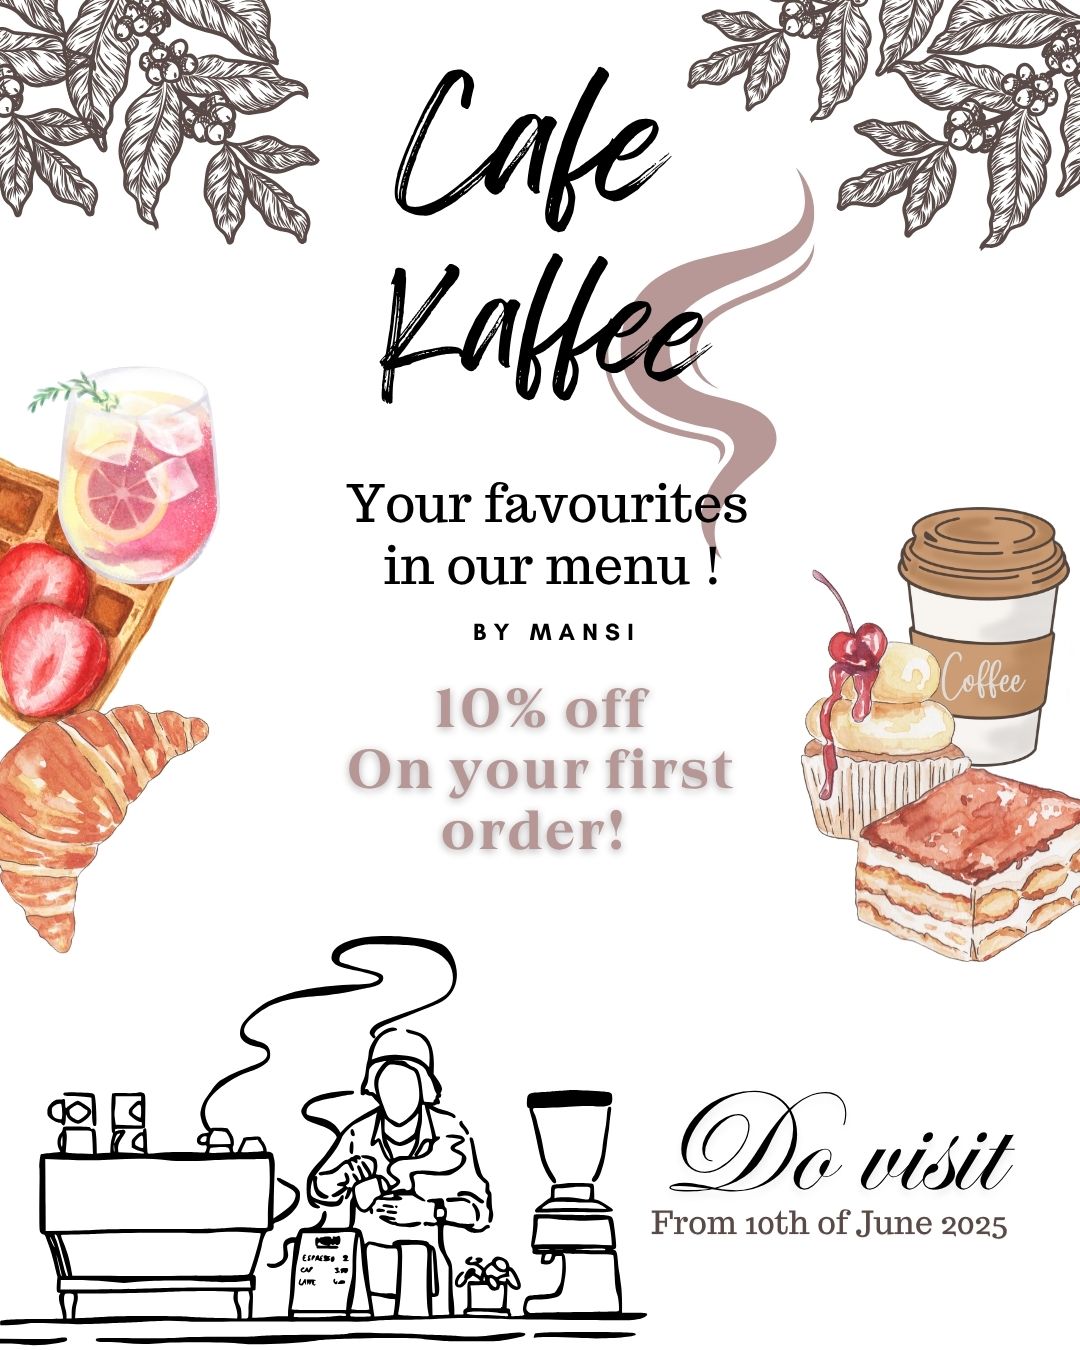 Cafe
Kaffee
Your favourites
in our menu !
BY MANSI
10% off
On your first
order!
Coffee
Do visit
From 10th of June 2025
ESPRESSO
CAP
LATTE